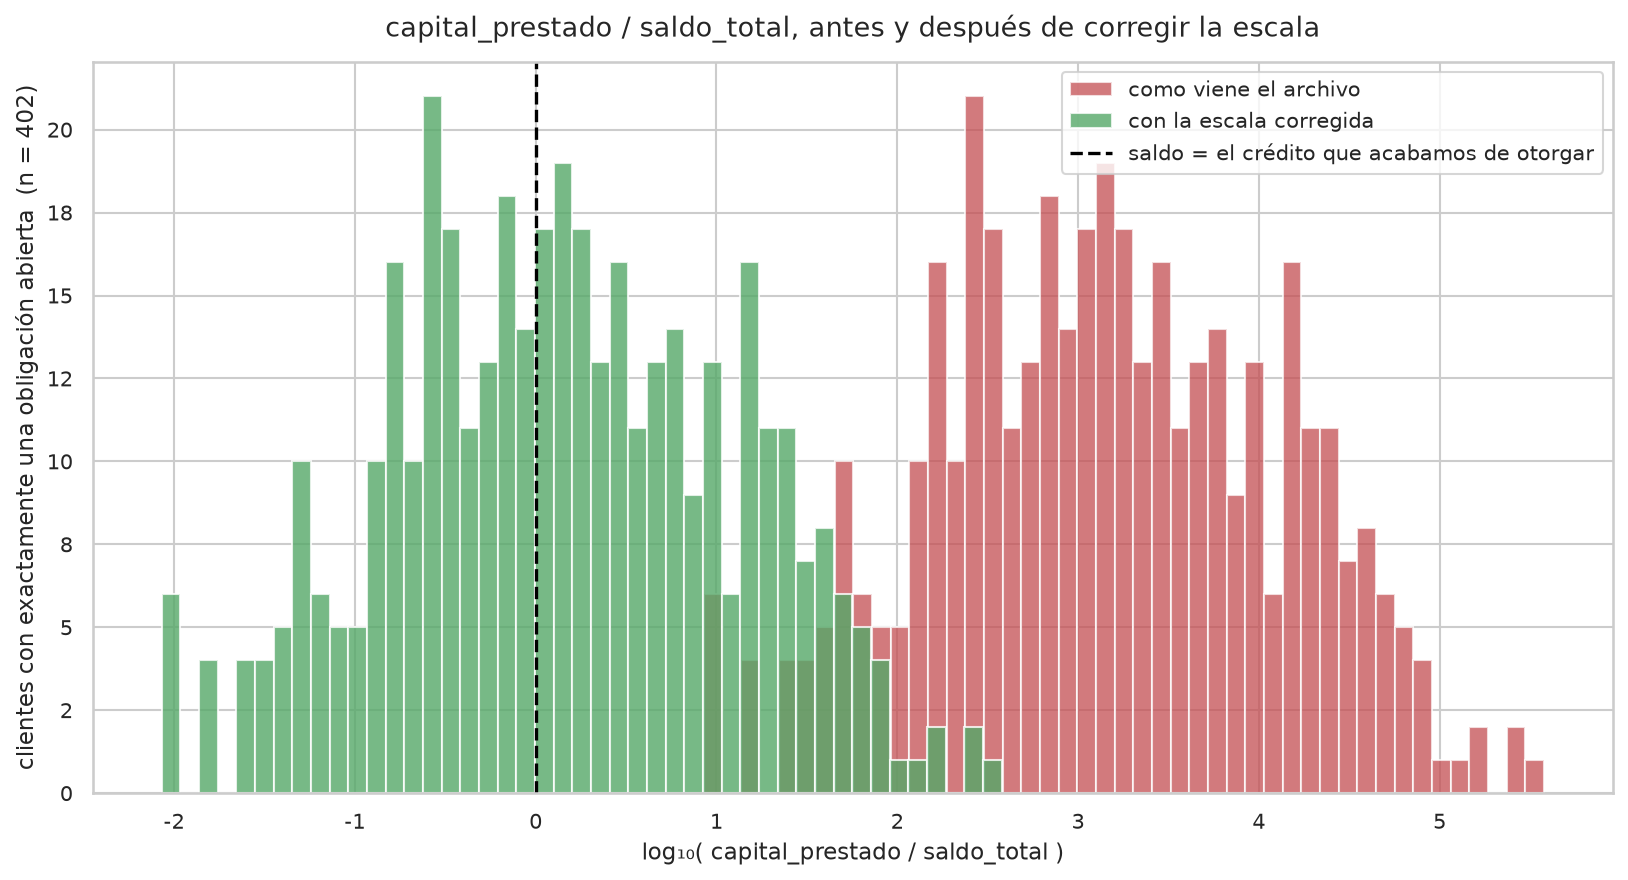 capital_prestado / saldo_total, antes y después de corregir la escala
como viene el archivo
con la escala corregida
saldo = el crédito que acabamos de otorgar
clientes con exactamente una obligación abierta  (n = 402)
20
18
15
12
10
8
5
2
0
-2
-1
0
1
2
3
4
5
log₁₀( capital_prestado / saldo_total )